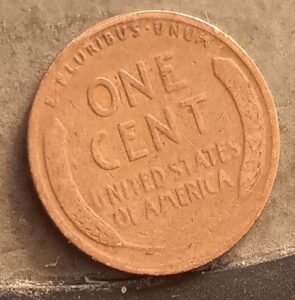 E·PLURIBUS·UNUM
ONE
CENT
UNITED STATES
OF AMERICA